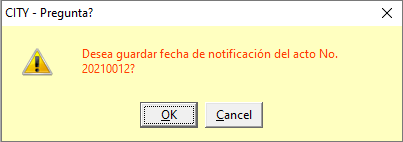 CITY - Pregunta?
Desea guardar fecha de notificación del acto No.
20210012?
OK
Cancel